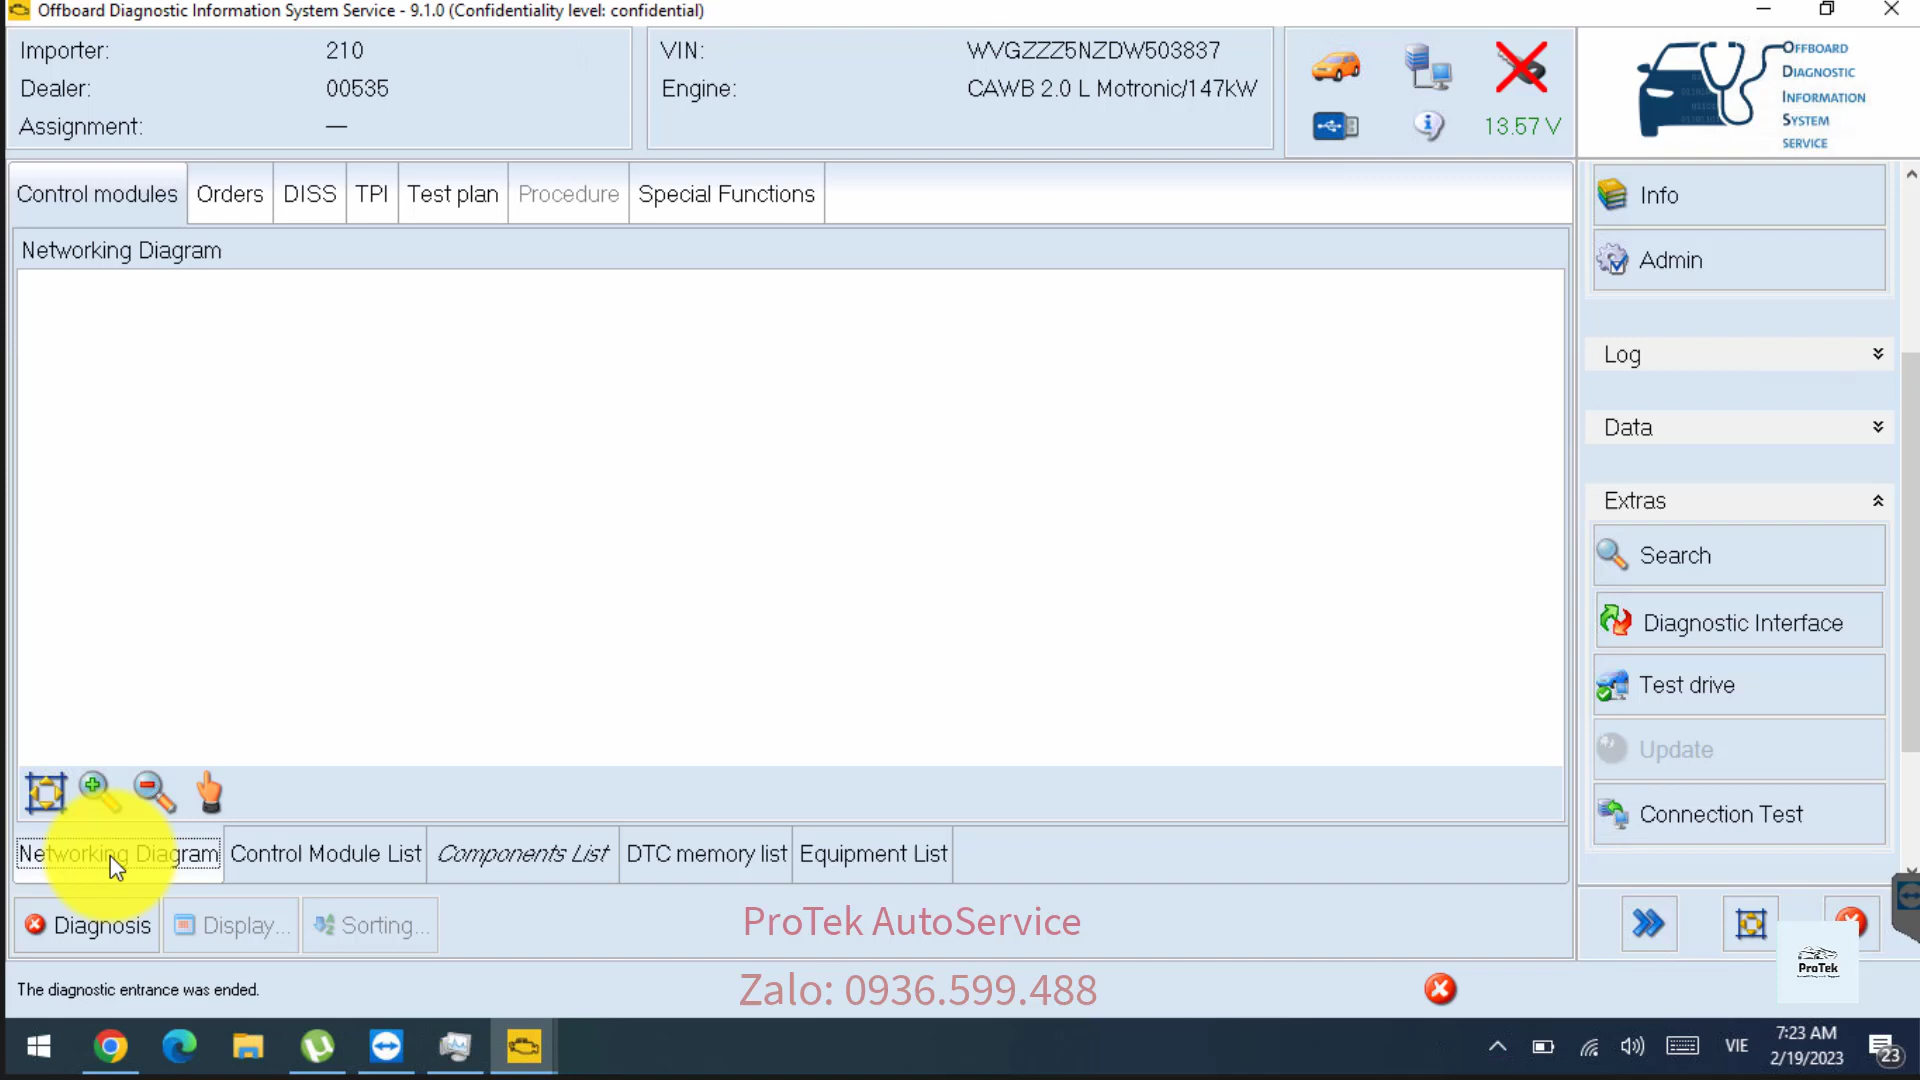 Offboard Diagnostic Information System Service - 9.1.0 (Confidentiality level: confidential)
Importer: 210
Dealer: 00535
Assignment: —
VIN: WVGZZZ5NZDW503837
Engine: CAWB 2.0 L Motronic/147kW
13.57 V
OFFBOARD
DIAGNOSTIC
INFORMATION
SYSTEM
SERVICE
Control modules Orders DISS TPI Test plan Procedure Special Functions
Networking Diagram
Info
Admin
Log
Data
Extras
Search
Diagnostic Interface
Test drive
Update
Connection Test
Networking Diagram Control Module List Components List DTC memory list Equipment List
Diagnosis Display... Sorting...
ProTek AutoService
Zalo: 0936.599.488
ProTek
The diagnostic entrance was ended.
VIE
7:23 AM
2/19/2023
23